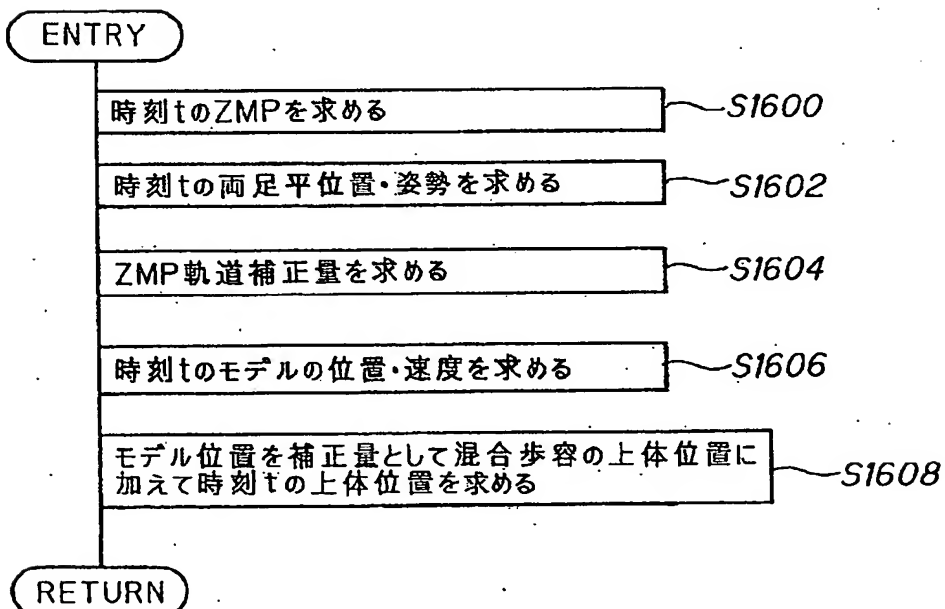 ENTRY
時刻tのZMPを求める
S1600
時刻tの両足平位置・姿勢を求める
S1602
ZMP軌道補正量を求める
S1604
時刻tのモデルの位置・速度を求める
S1606
モデル位置を補正量として混合歩容の上体位置に
加えて時刻tの上体位置を求める
S1608
RETURN